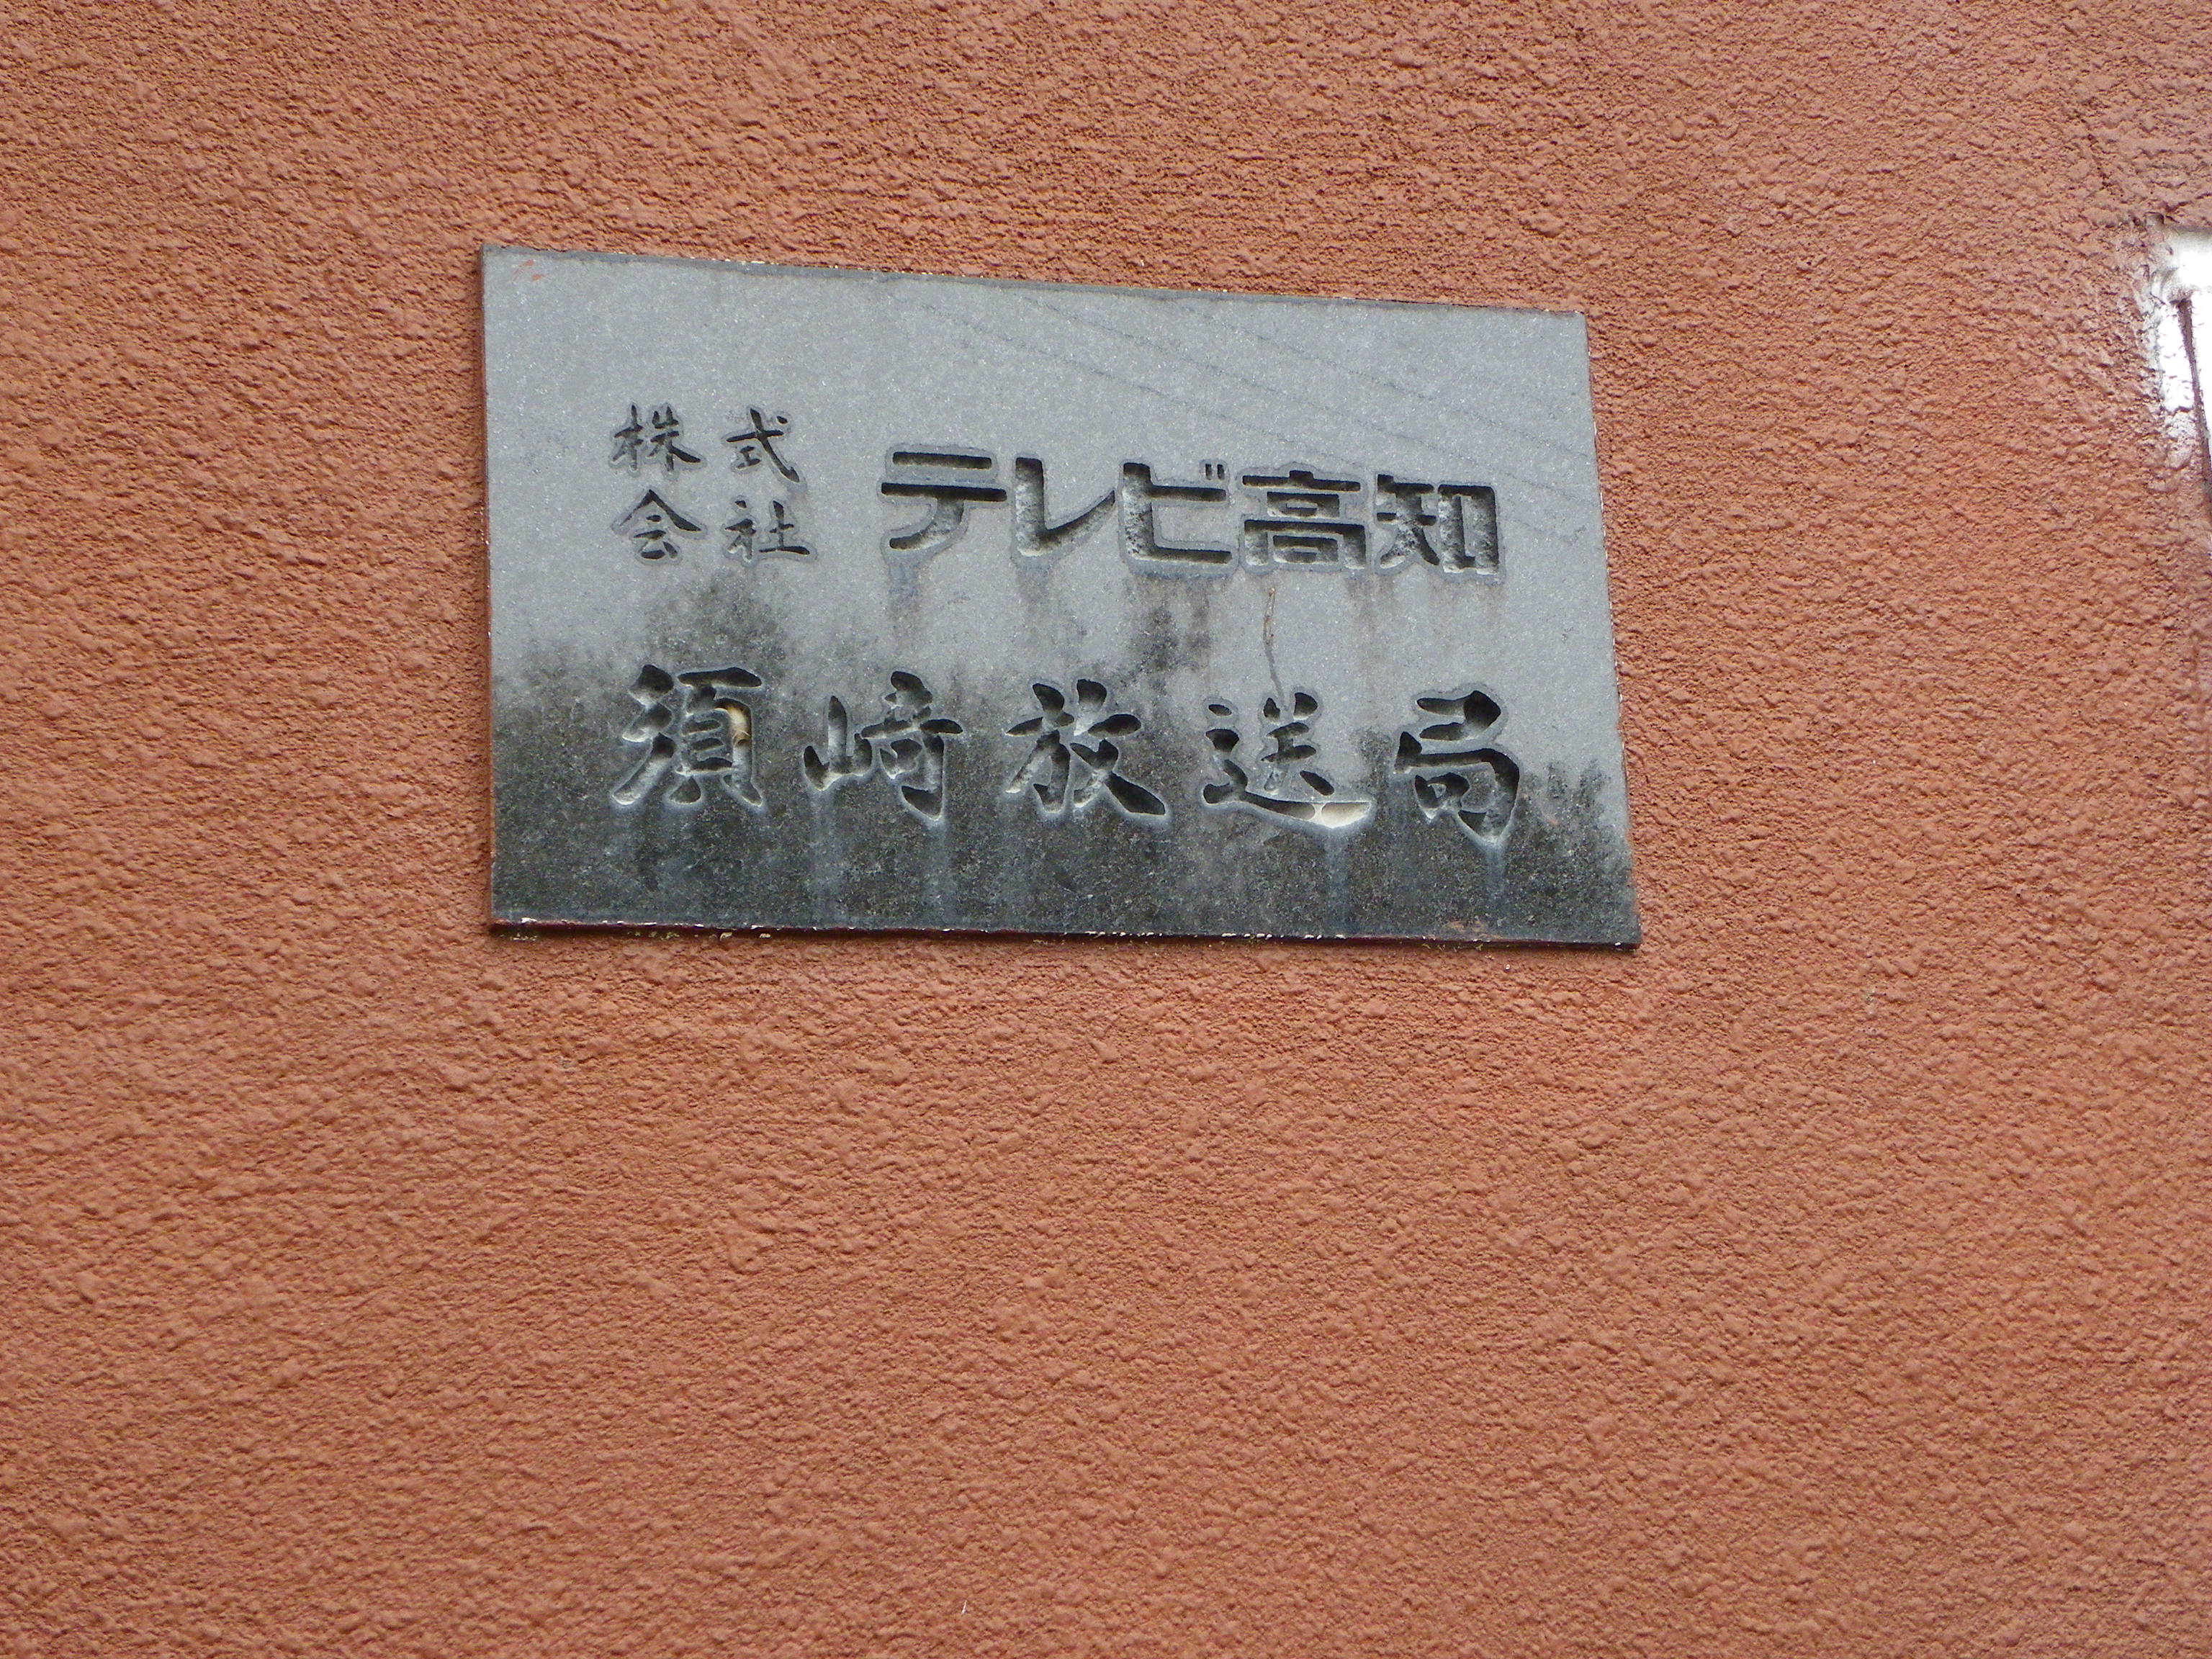 株式会社 テレビ高知
須崎放送局